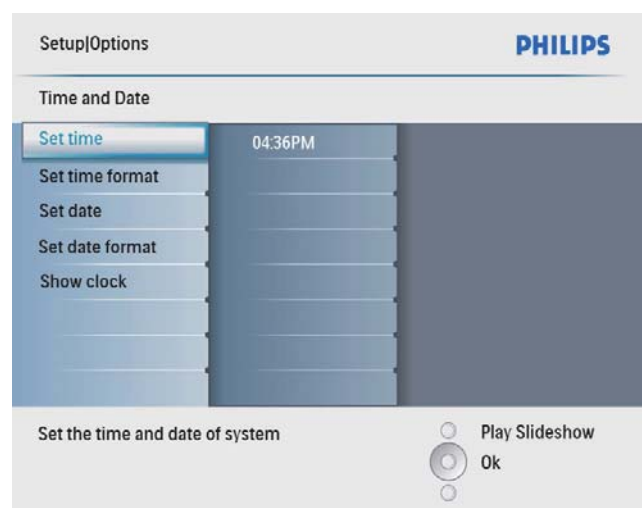 Setup|Options
PHILIPS
Time and Date
Set time
04:36PM
Set time format
Set date
Set date format
Show clock
Set the time and date of system
Play Slideshow
Ok